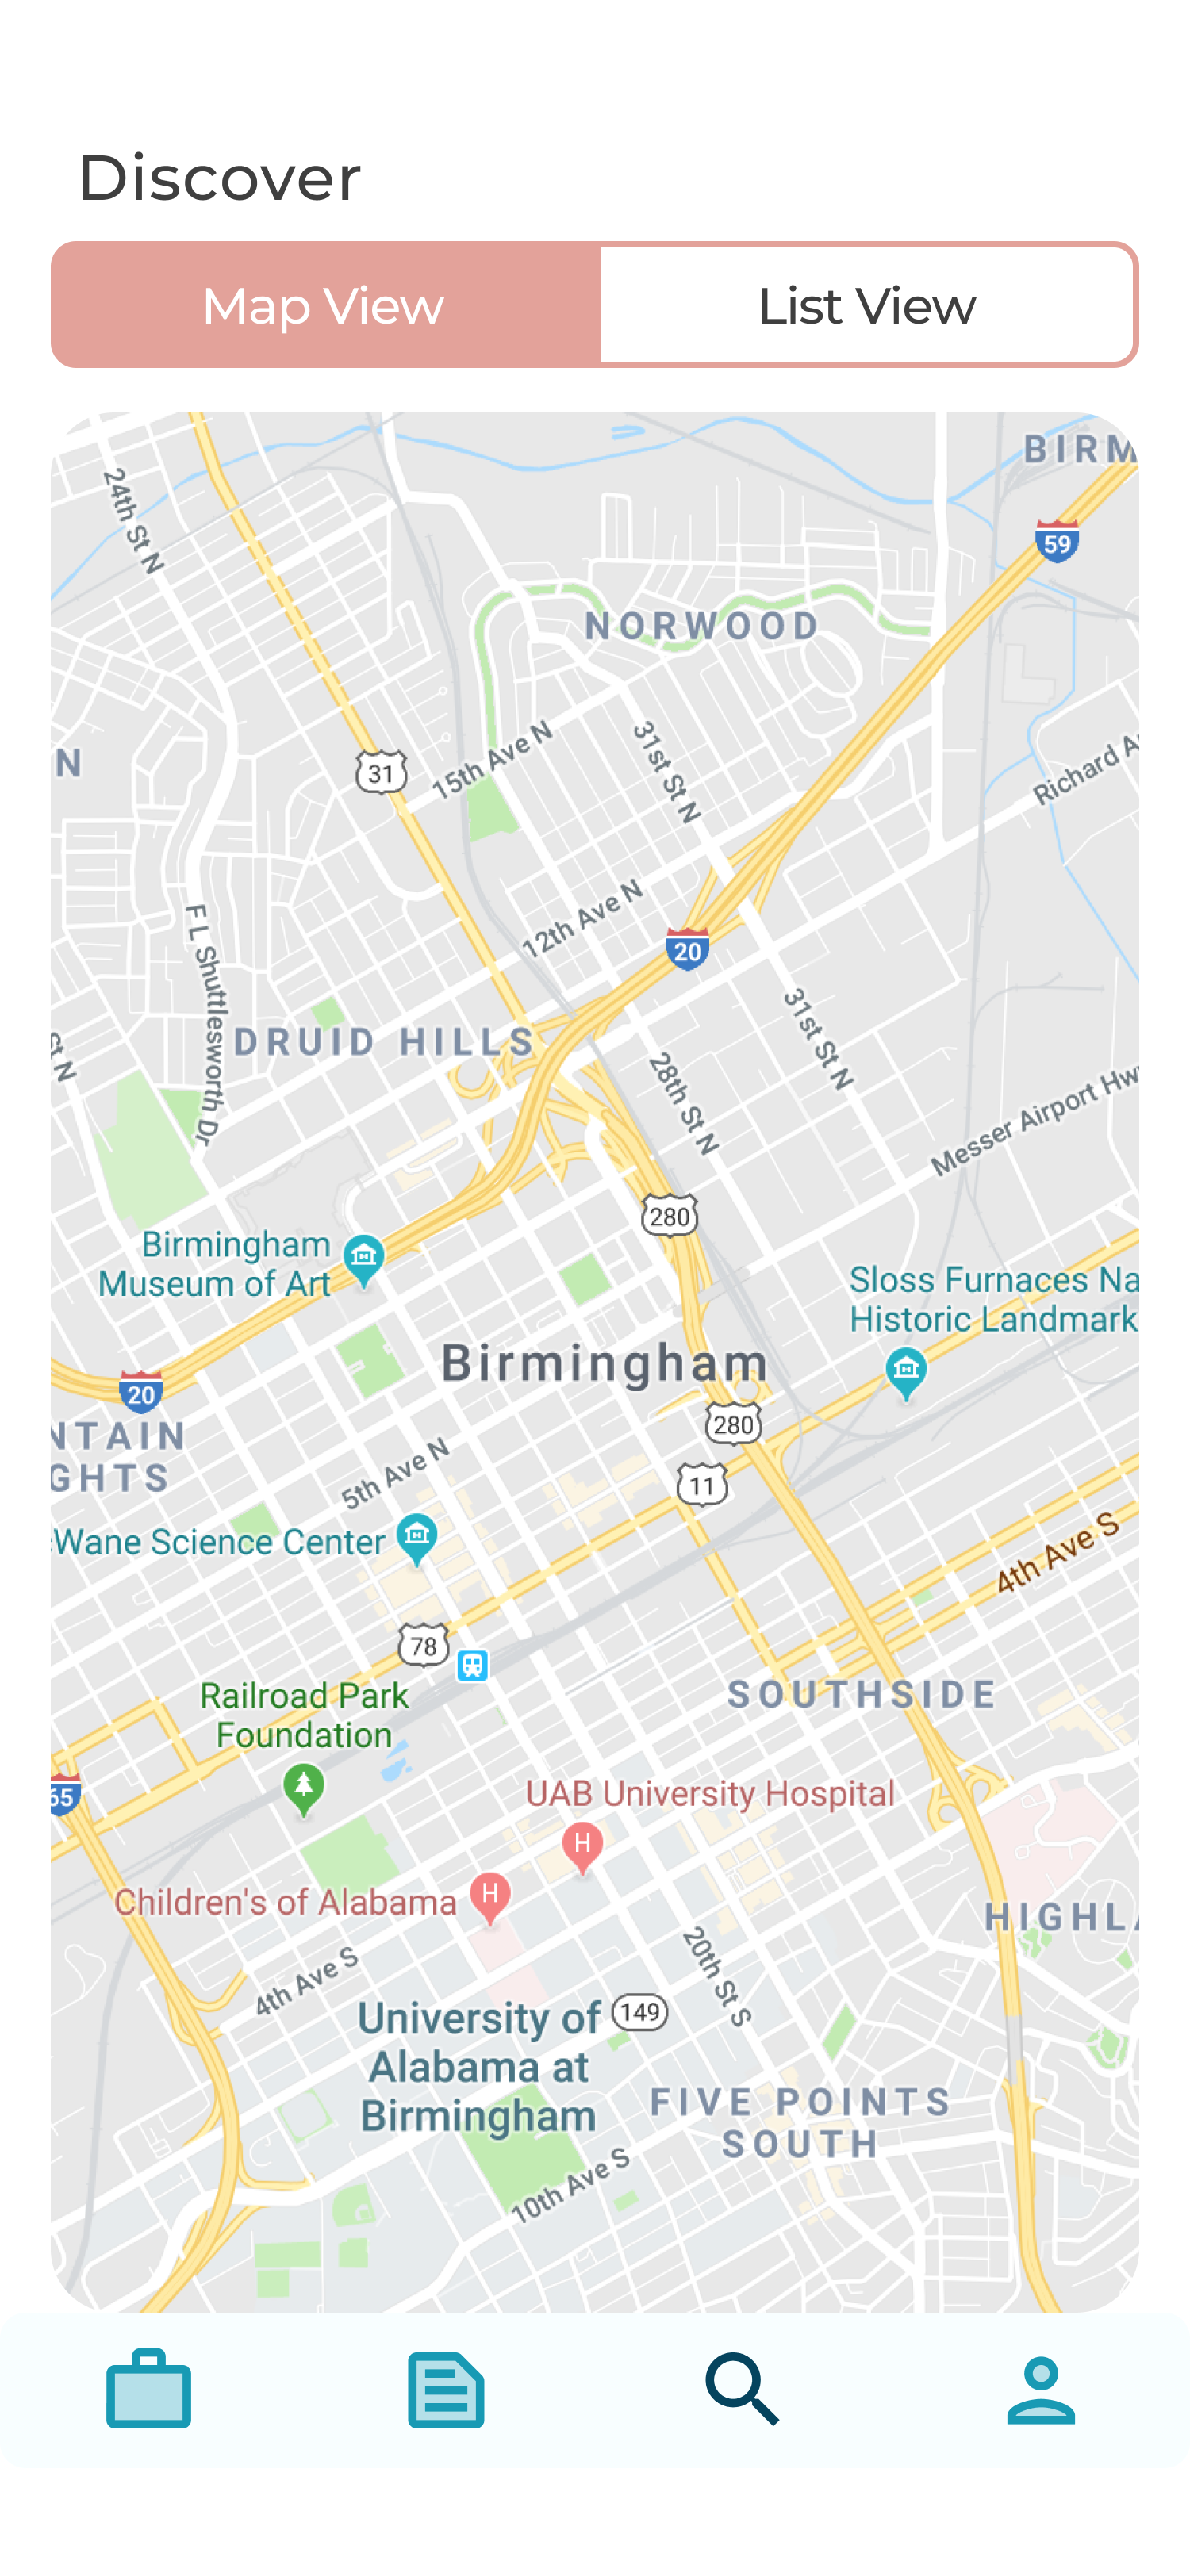 Discover
Map View
List View
BIRM
24th St N
59
NORWOOD
31
15th Ave N
31st St N
N
Richard A
12th Ave N
20
F L Shuttlesworth Dr
DRUID HILLS
31st St N
St N
28th St N
Messer Airport Hw
280
Birmingham
Museum of Art
Sloss Furnaces Na
Historic Landmark
Birmingham
20
280
NTAIN
GHTS
5th Ave N
11
Wane Science Center
4th Ave S
78
SOUTHSIDE
Railroad Park
Foundation
65
UAB University Hospital
H
Children's of Alabama
H
HIGHLA
4th Ave S
20th St S
University of
Alabama at
Birmingham
149
FIVE POINTS
SOUTH
10th Ave S